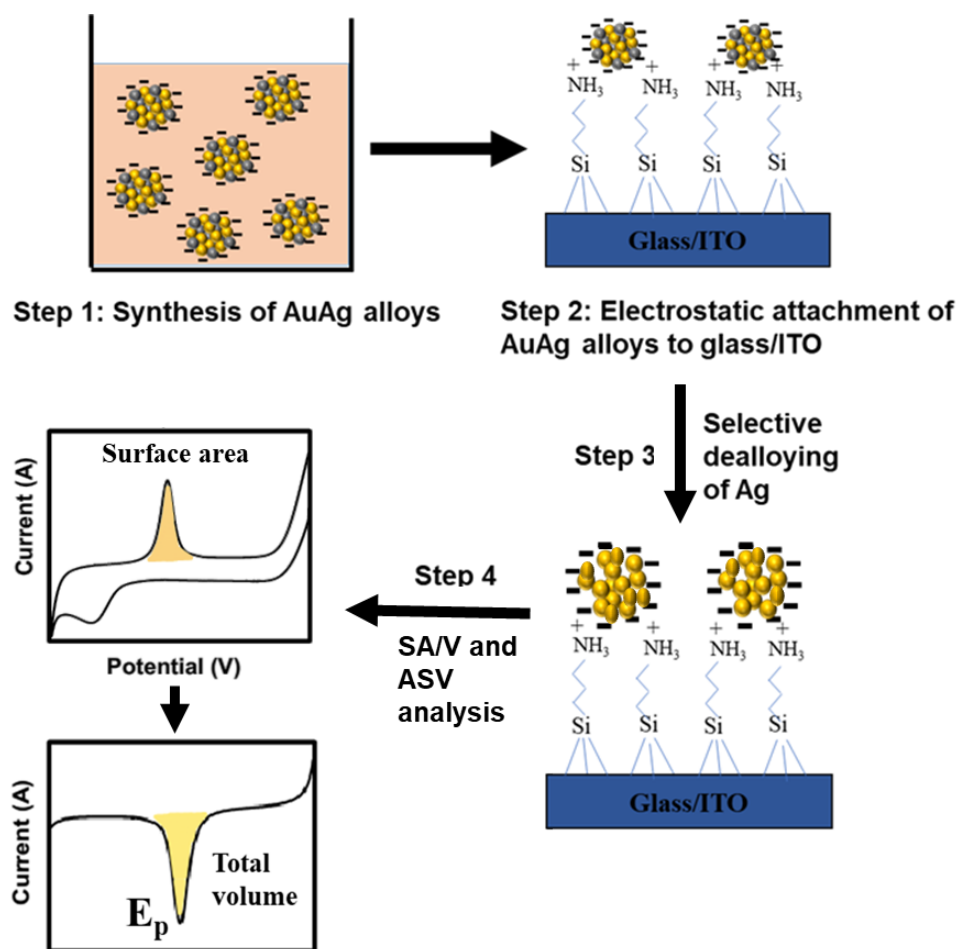 +
NH3
+
NH3
+
NH3
+
NH3
Si
Si
Si
Si
Glass/ITO
Step 1: Synthesis of AuAg alloys
Step 2: Electrostatic attachment of
AuAg alloys to glass/ITO
Step 3
Selective
dealloying
of Ag
Surface area
Current (A)
Potential (V)
Step 4
SA/V and
ASV
analysis
+
NH3
+
NH3
+
NH3
+
NH3
Si
Si
Si
Si
Glass/ITO
Current (A)
Total
volume
Ep